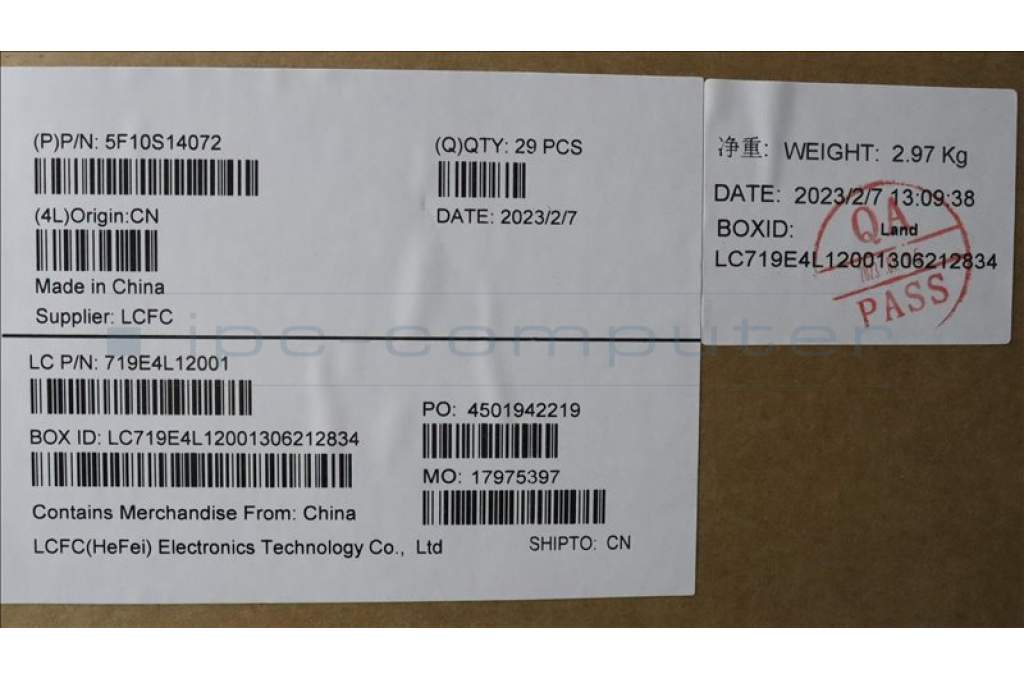 (P)P/N: 5F10S14072
(Q)QTY: 29 PCS
(4L)Origin:CN
DATE: 2023/2/7
Made in China
Supplier: LCFC
LC P/N: 719E4L12001
PO: 4501942219
BOX ID: LC719E4L12001306212834
MO: 17975397
Contains Merchandise From: China
LCFC(HeFei) Electronics Technology Co., Ltd
SHIPTO: CN
净重: WEIGHT: 2.97 Kg
DATE: 2023/2/7 13:09:38
BOXID: Land
LC719E4L12001306212834
QA
PASS
ipc-computer